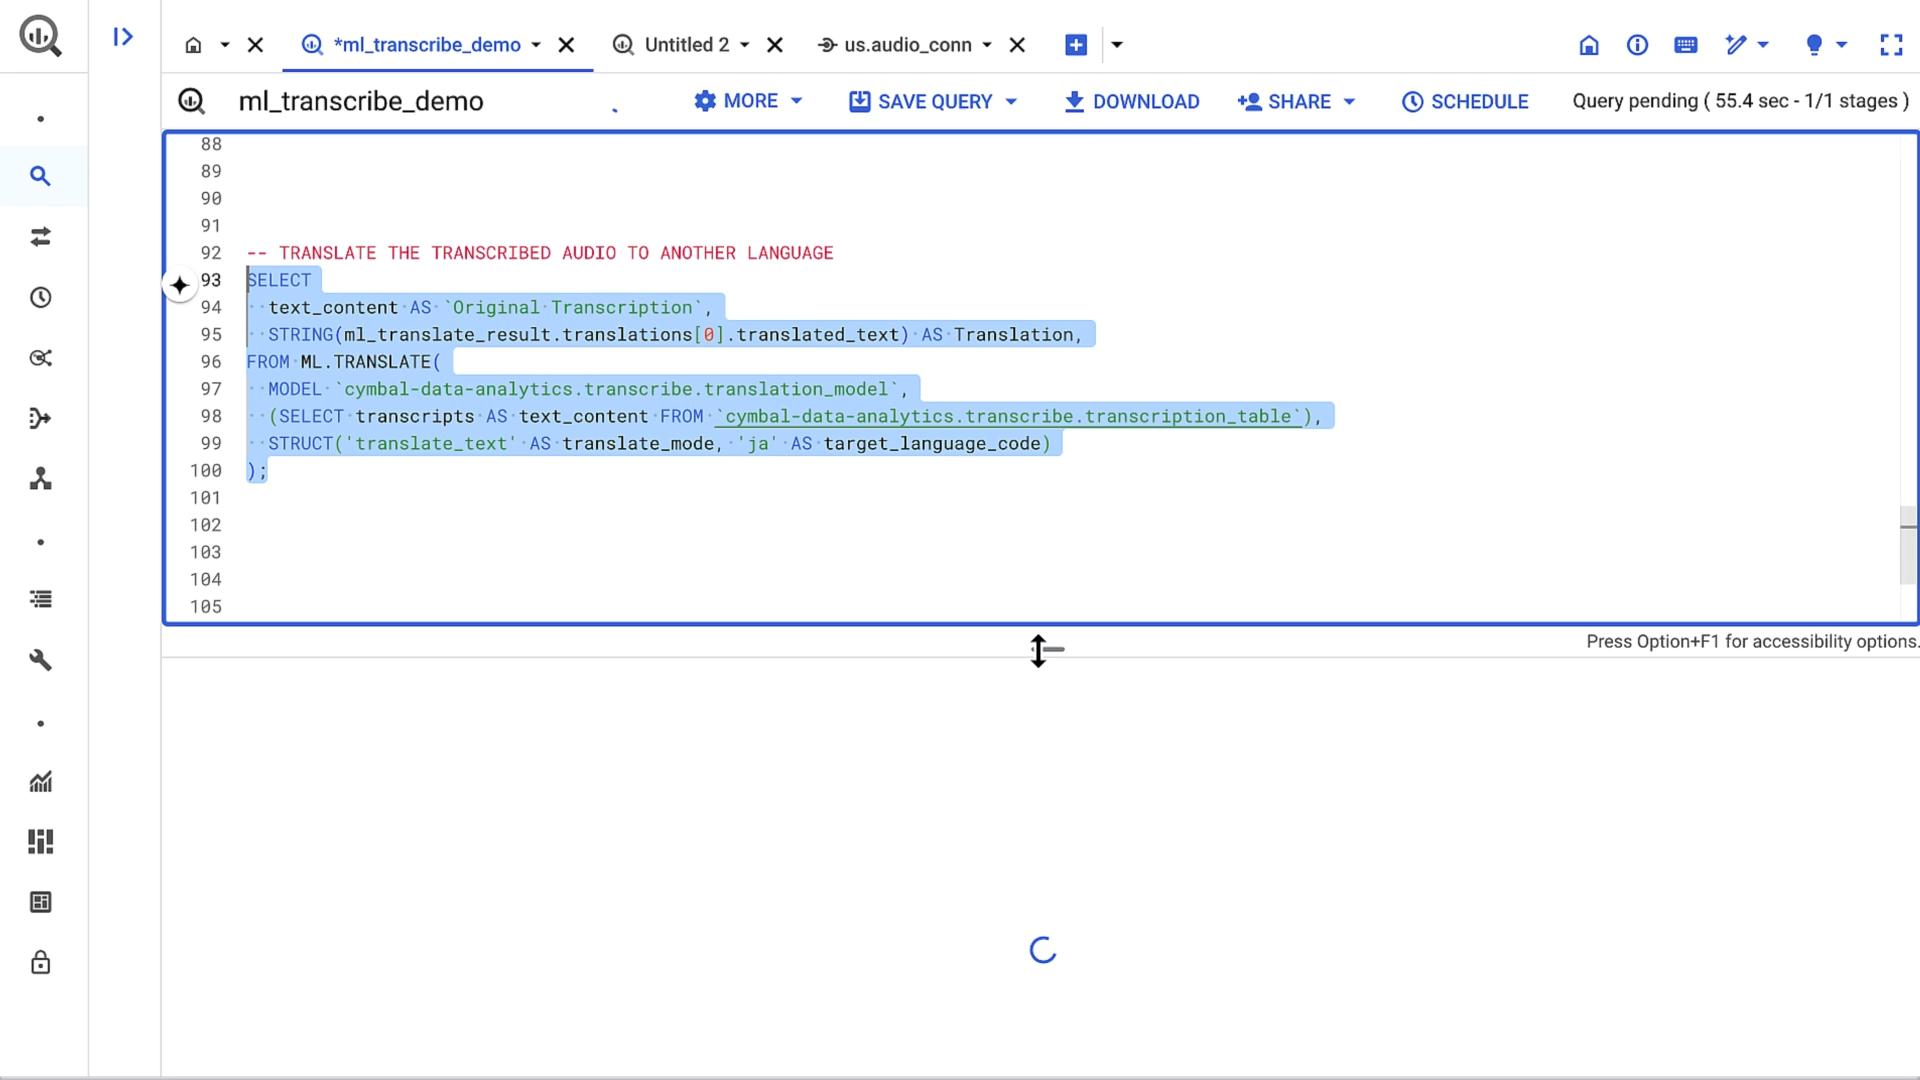 *ml_transcribe_demo
Untitled 2
us.audio_conn
ml_transcribe_demo
MORE
SAVE QUERY
DOWNLOAD
SHARE
SCHEDULE
Query pending ( 55.4 sec - 1/1 stages )
88
89
90
91
92 -- TRANSLATE THE TRANSCRIBED AUDIO TO ANOTHER LANGUAGE
93 SELECT
94 text_content AS `Original Transcription`,
95 STRING(ml_translate_result.translations[0].translated_text) AS Translation,
96 FROM ML.TRANSLATE(
97 MODEL `cymbal-data-analytics.transcribe.translation_model`,
98 (SELECT transcripts AS text_content FROM `cymbal-data-analytics.transcribe.transcription_table`),
99 STRUCT('translate_text' AS translate_mode, 'ja' AS target_language_code)
100 );
101
102
103
104
105
Press Option+F1 for accessibility options.